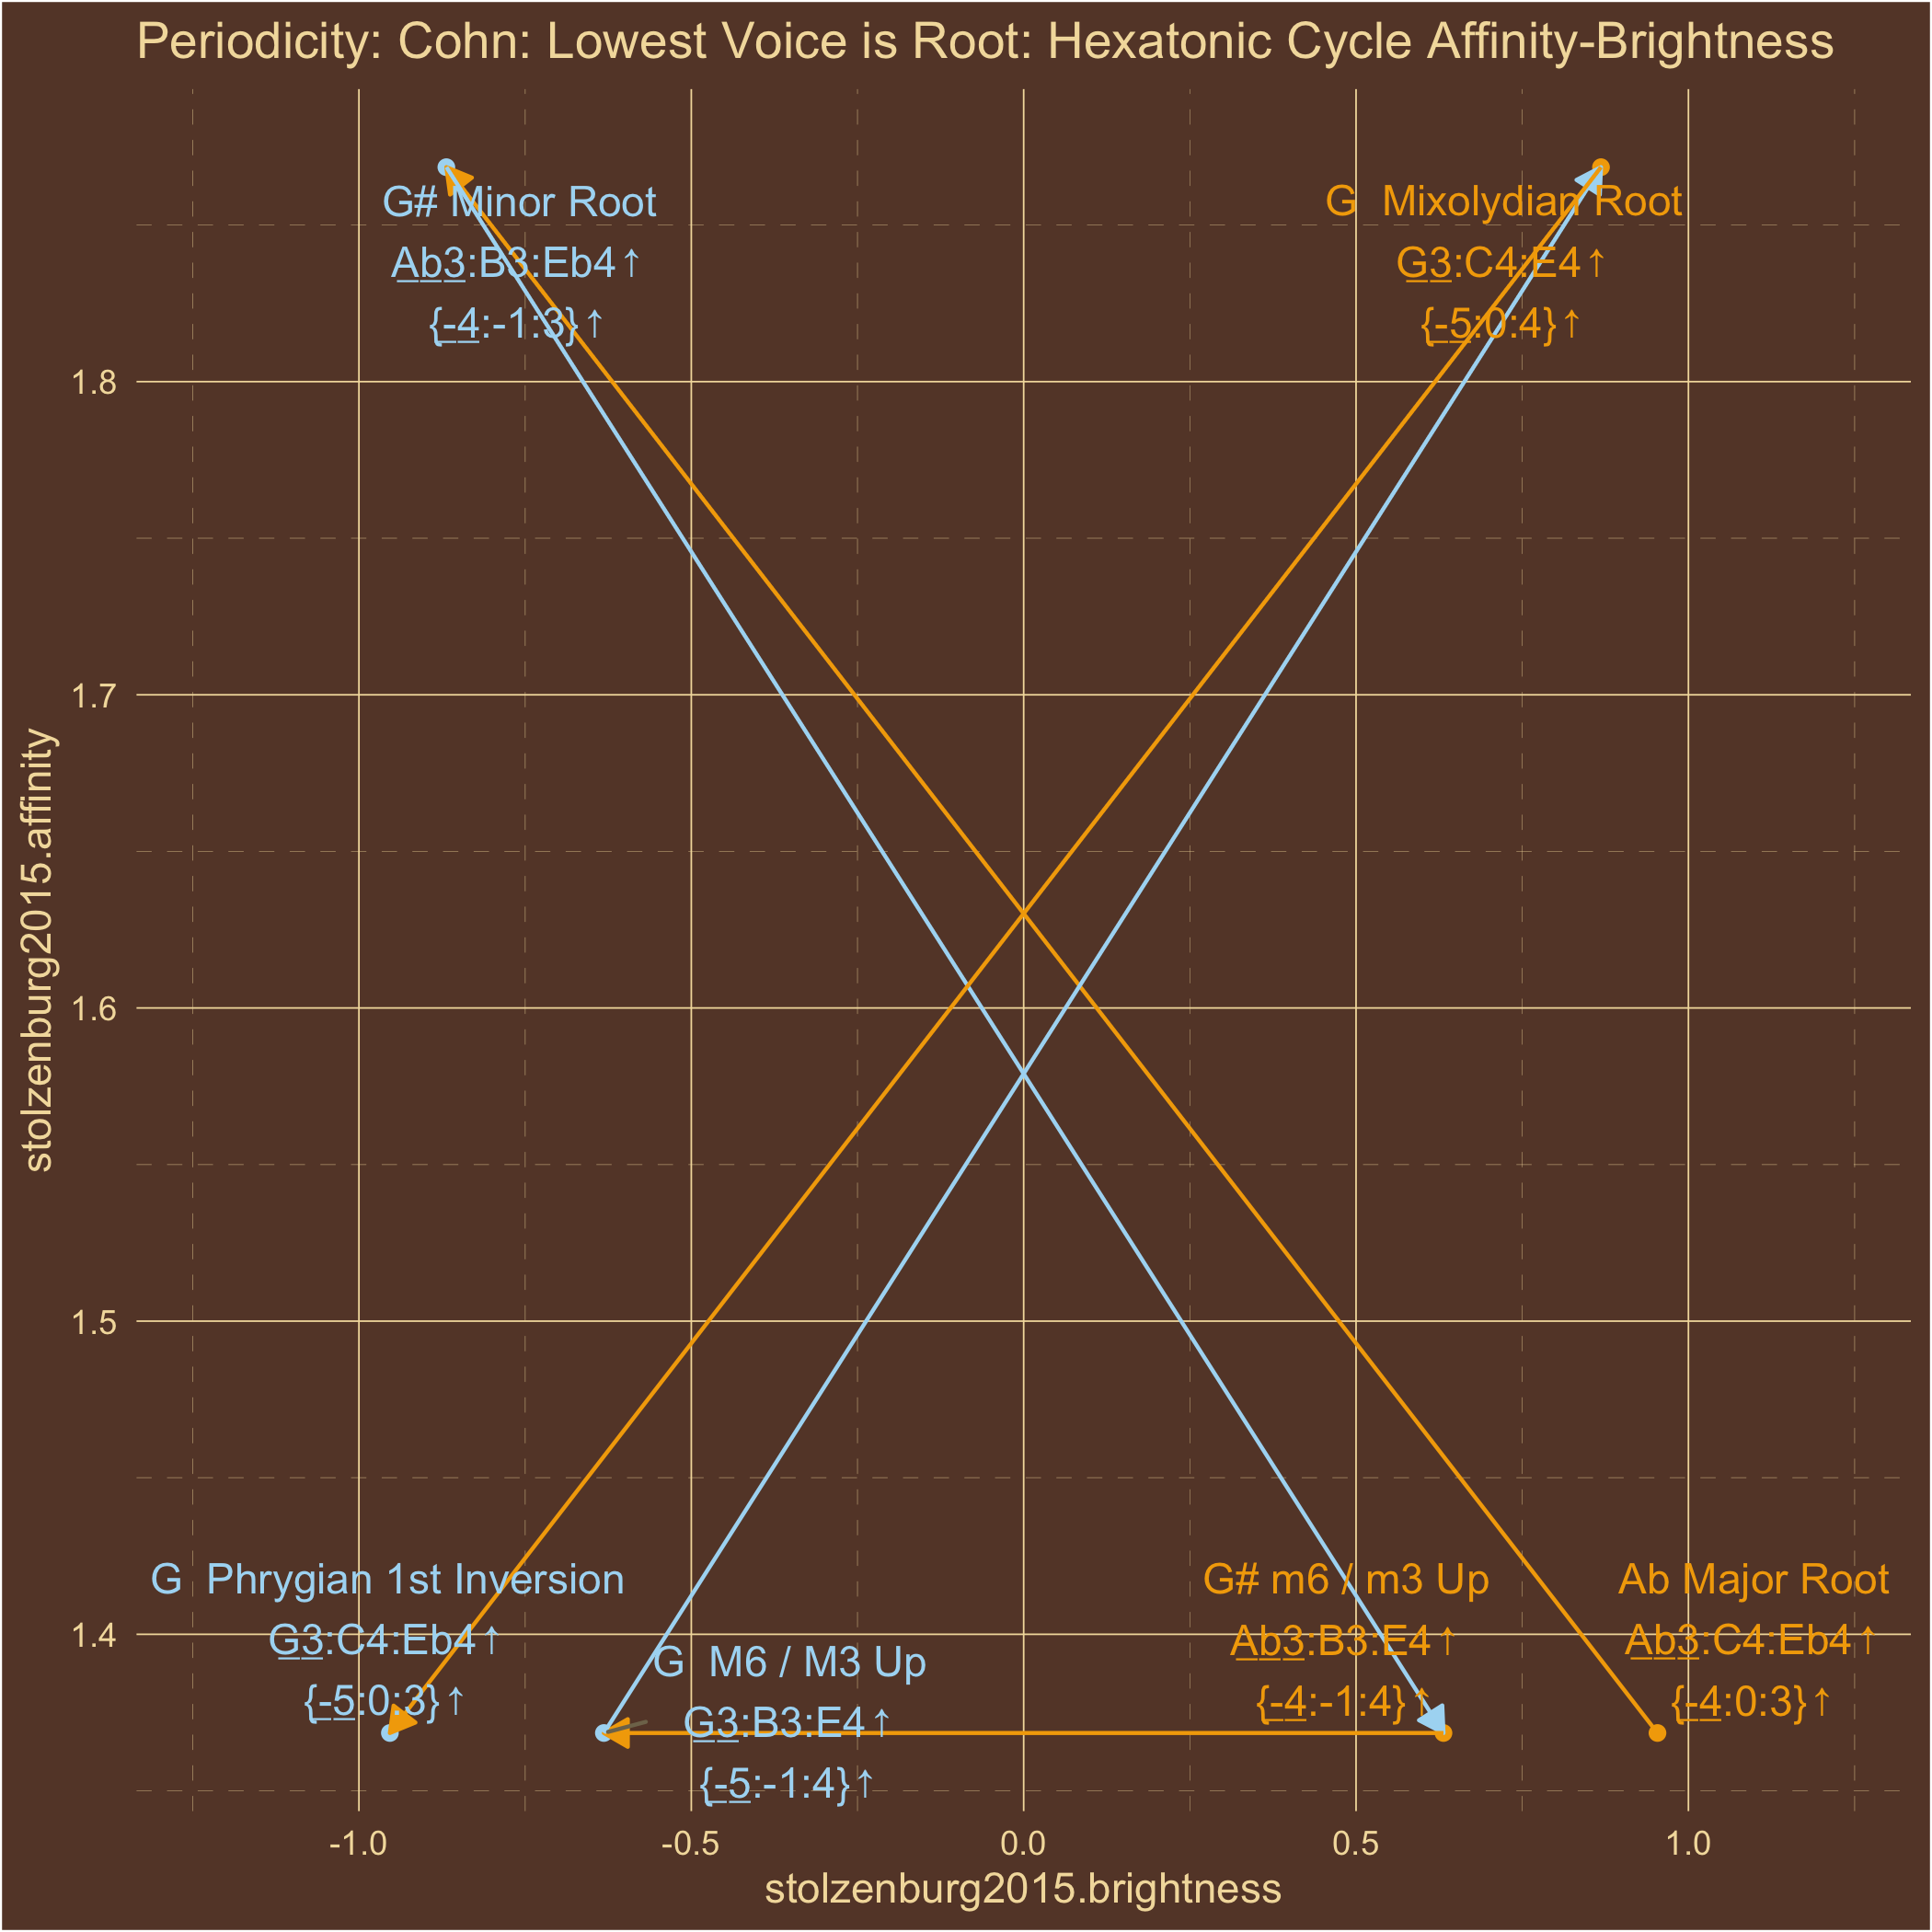 Periodicity: Cohn: Lowest Voice is Root: Hexatonic Cycle Affinity-Brightness
G# Minor Root
Ab3:B3:Eb4↑
{-4:-1:3}↑
G  Mixolydian Root
G3:C4:E4↑
{-5:0:4}↑
1.8
1.7
1.6
1.5
1.4
stolzenburg2015.affinity
G  Phrygian 1st Inversion
G3:C4:Eb4↑
{-5:0:3}↑
G  M6 / M3 Up
G3:B3:E4↑
{-5:-1:4}↑
G# m6 / m3 Up
Ab3:B3:E4↑
{-4:-1:4}↑
Ab Major Root
Ab3:C4:Eb4↑
{-4:0:3}↑
-1.0
-0.5
0.0
0.5
1.0
stolzenburg2015.brightness